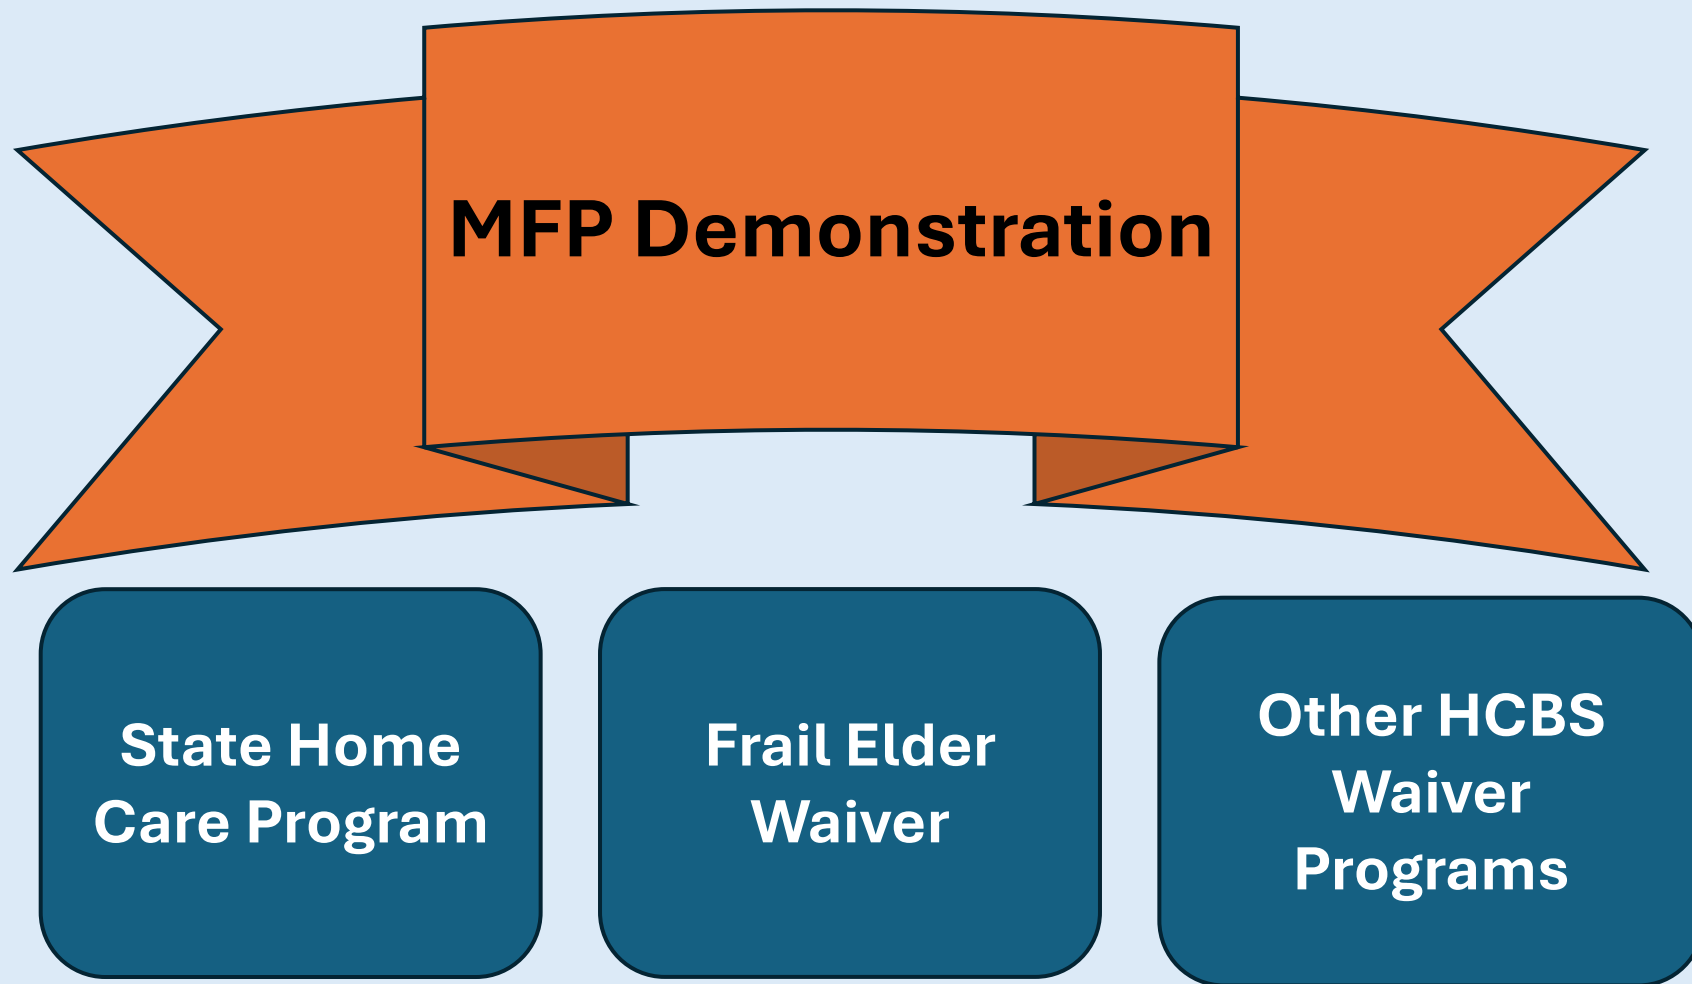 MFP Demonstration
State Home
Care Program
Frail Elder
Waiver
Other HCBS
Waiver
Programs